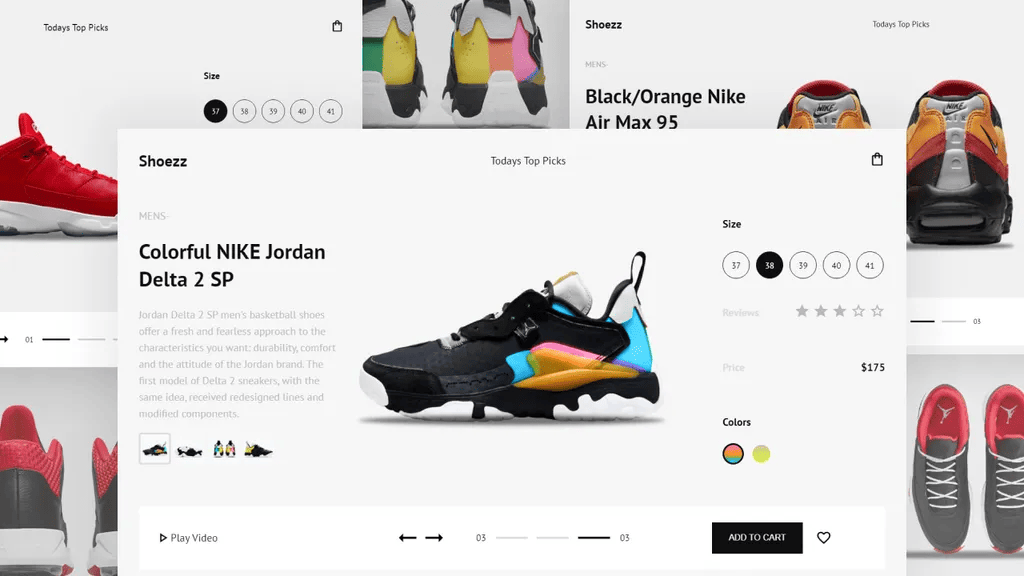 Todays Top Picks
Size
37 38 39 40 41
01
Shoezz
Todays Top Picks
MENS-
Black/Orange Nike
Air Max 95
NIKE
AIR
NIKE
AIR
03
Shoezz
Todays Top Picks
MENS-
Colorful NIKE Jordan
Delta 2 SP
Jordan Delta 2 SP men's basketball shoes
offer a fresh and fearless approach to the
characteristics you want: durability, comfort
and the attitude of the Jordan brand. The
first model of Delta 2 sneakers, with the
same idea, received redesigned lines and
modified components.
Size
37 38 39 40 41
Reviews
Price $175
Colors
Play Video
03 03
ADD TO CART